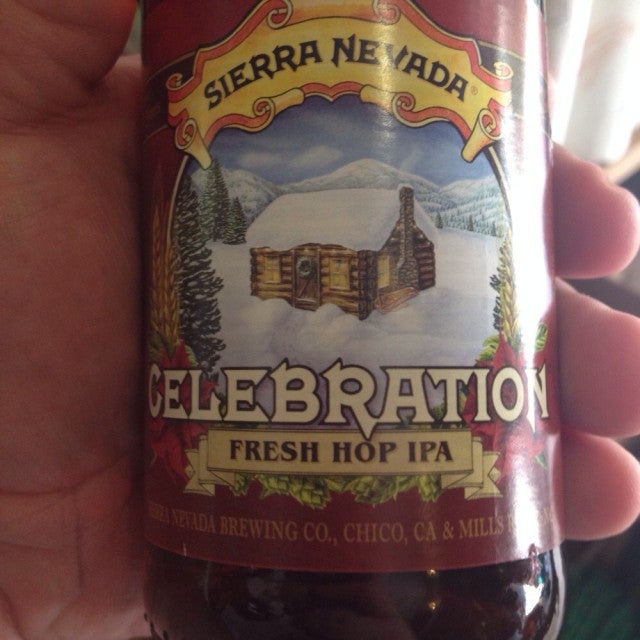 SIERRA NEVADA®
CELEBRATION
FRESH HOP IPA
NEVADA BREWING CO., CHICO, CA & MILLS